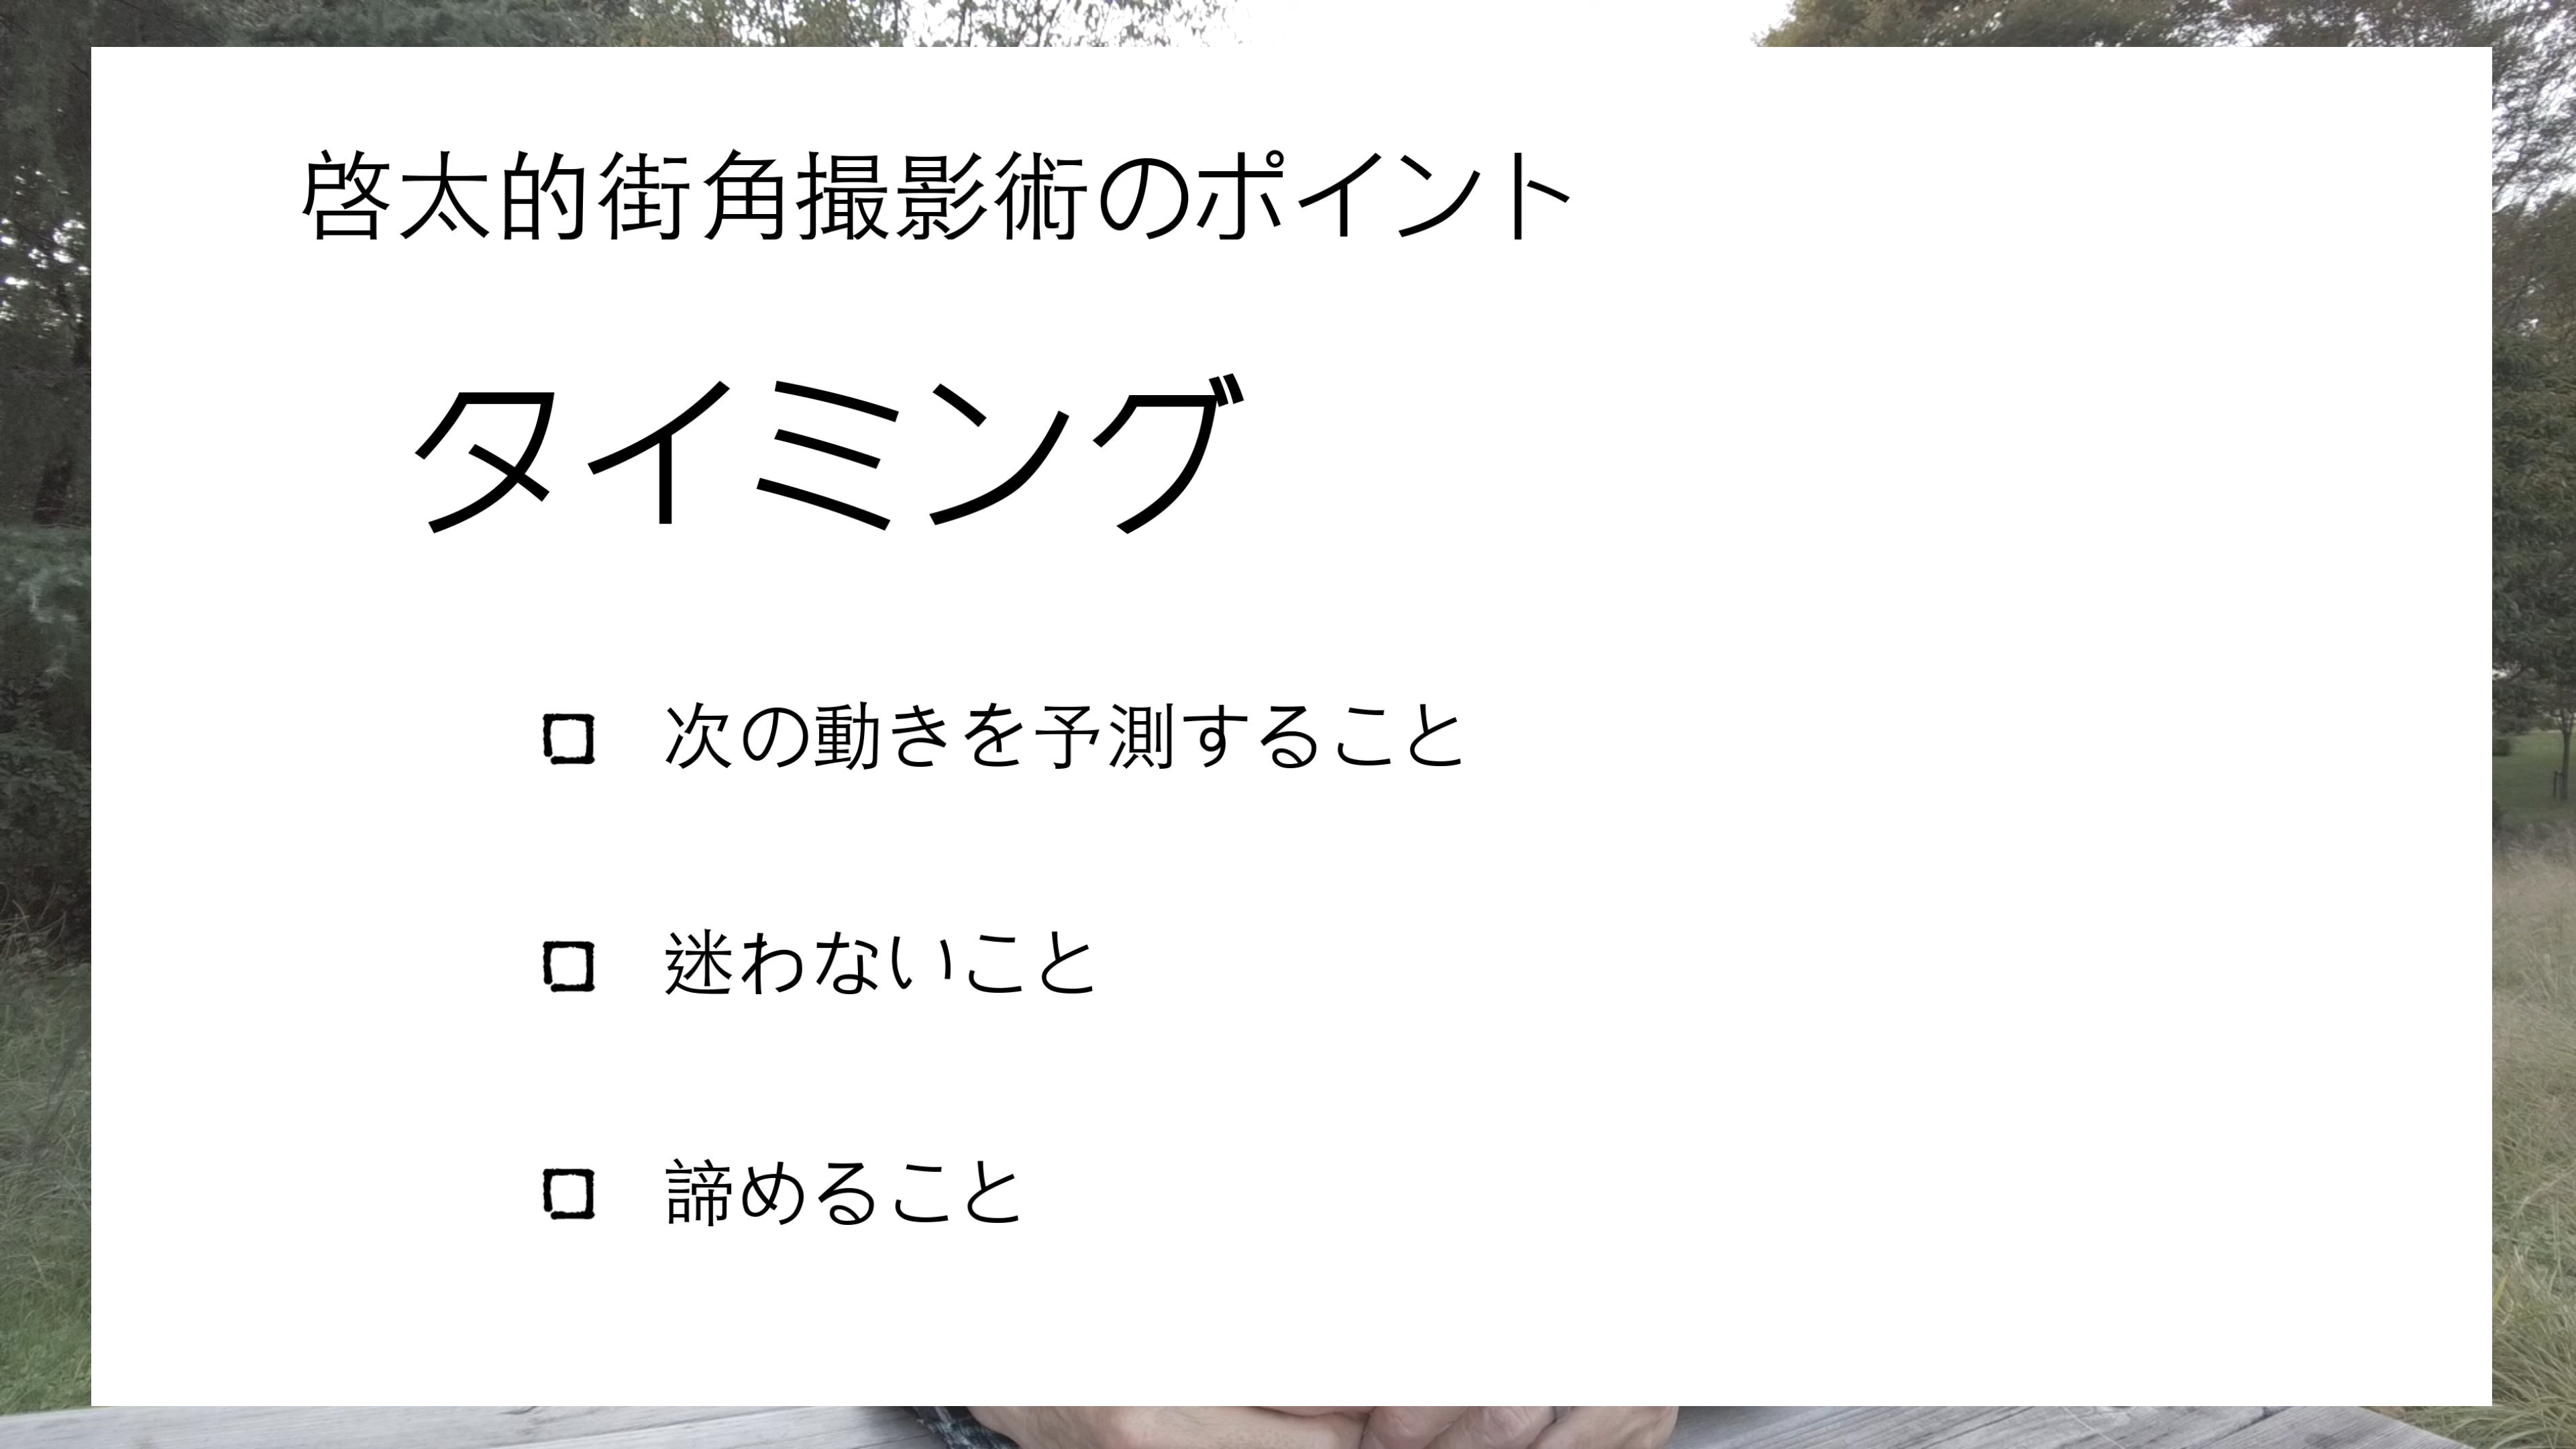 啓太的街角撮影術のポイント
タイミング
□ 次の動きを予測すること
□ 迷わないこと
□ 諦めること